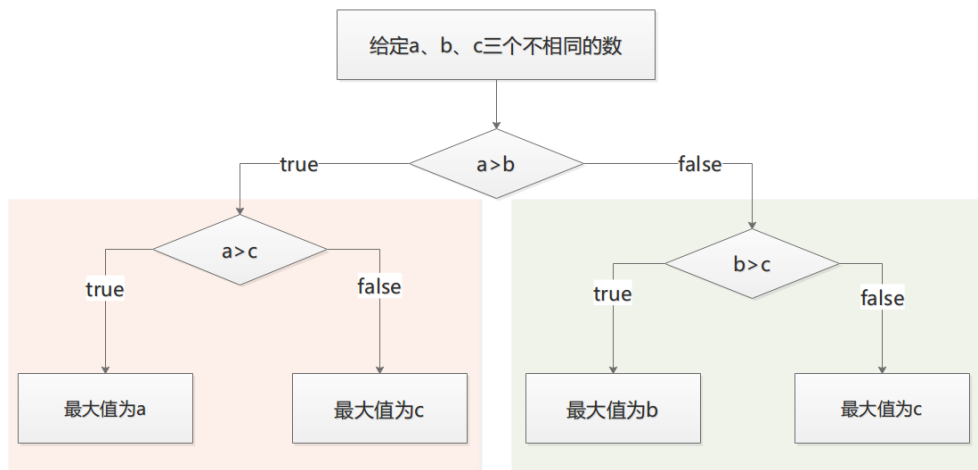 给定a、b、c三个不相同的数
a>b
true
false
a>c
b>c
true
false
true
false
最大值为a
最大值为c
最大值为b
最大值为c